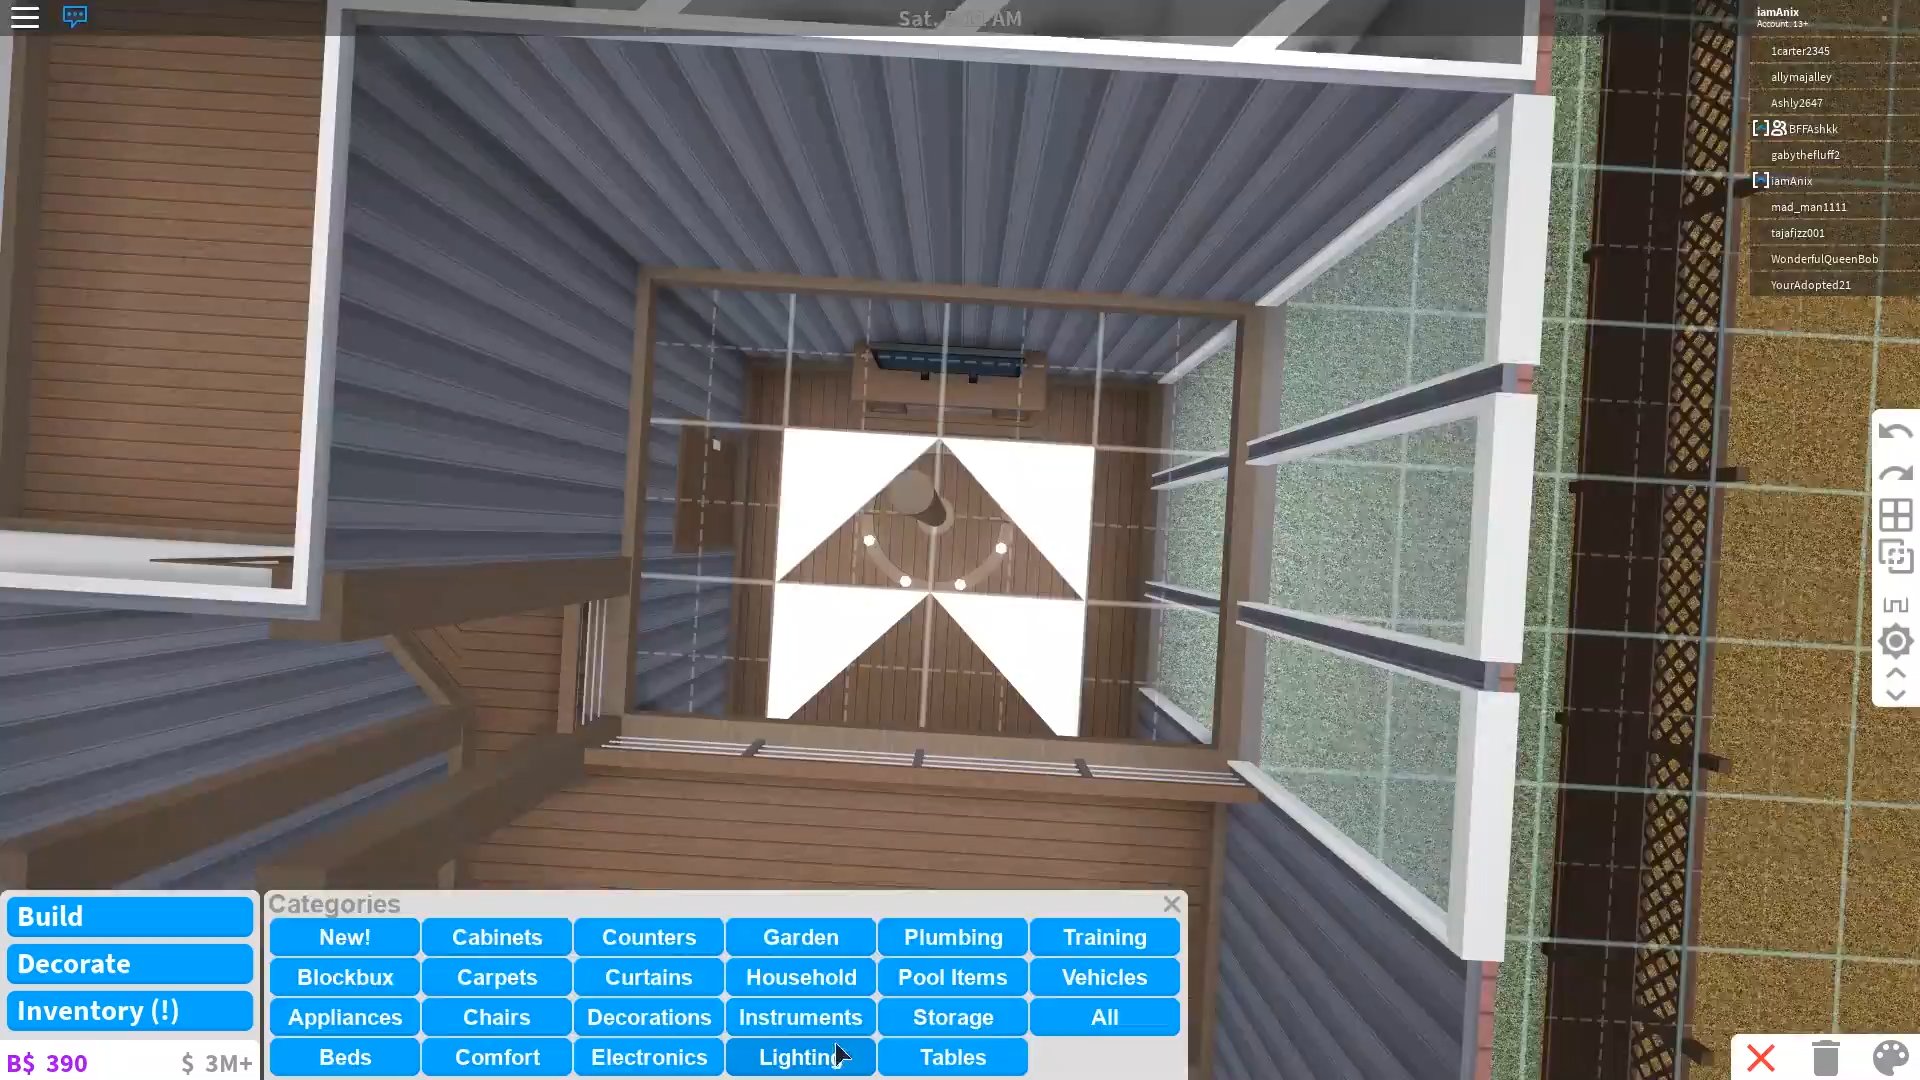 Sat. AM
iamAnix
Account: 13+
1carter2345
allymajalley
Ashly2647
BFFAshkk
gabythefluff2
iamAnix
mad_man1111
tajafizz001
WonderfulQueenBob
YourAdopted21
Build
Decorate
Inventory (!)
B$ 390
$ 3M+
Categories
New! Cabinets Counters Garden Plumbing Training
Blockbux Carpets Curtains Household Pool Items Vehicles
Appliances Chairs Decorations Instruments Storage All
Beds Comfort Electronics Lighting Tables